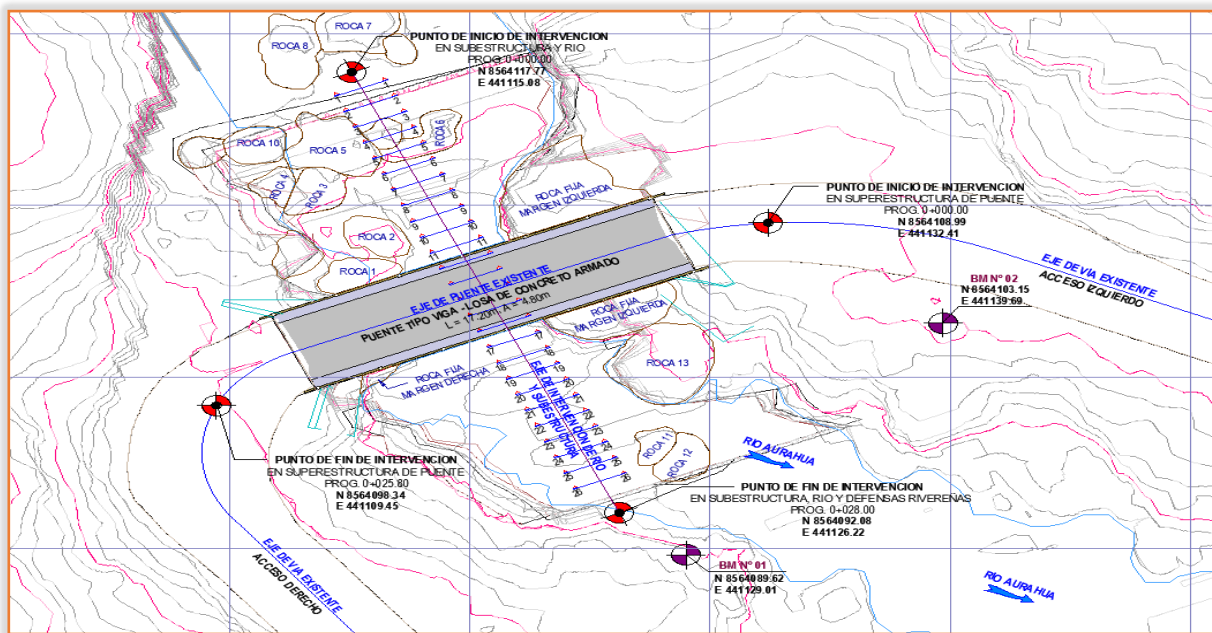 ROCA 7
ROCA 8
PUNTO DE INICIO DE INTERVENCION
EN SUBESTRUCTURA Y RIO
PROG. 0+000.00
N 8564117.77
E 441115.08
ROCA 10
ROCA 5
ROCA 6
ROCA 4
ROCA 3
ROCA 2
ROCA 1
ROCA FIJA
MARGEN IZQUIERDA
PUNTO DE INICIO DE INTERVENCION
EN SUPERESTRUCTURA DE PUENTE
PROG. 0+000.00
N 8564108.99
E 441132.41
EJE DE VIA EXISTENTE
ACCESO IZQUIERDO
BM Nº 02
N 8564103.15
E 441139.69
EJE DE PUENTE EXISTENTE
PUENTE TIPO VIGA - LOSA DE CONCRETO ARMADO
L = 17.20m, A = 4.80m
ROCA FIJA
MARGEN IZQUIERDA
ROCA FIJA
MARGEN DERECHA
ROCA 13
EJE DE INTERVENCION DE RIO
Y SUBESTRUCTURA
ROCA 11
ROCA 12
RIO AURAHUA
PUNTO DE FIN DE INTERVENCION
EN SUPERESTRUCTURA DE PUENTE
PROG. 0+025.80
N 8564098.34
E 441109.45
PUNTO DE FIN DE INTERVENCION
EN SUBESTRUCTURA, RIO Y DEFENSAS RIVEREÑAS
PROG. 0+028.00
N 8564092.08
E 441126.22
EJE DE VIA EXISTENTE
ACCESO DERECHO
BM Nº 01
N 8564089.62
E 441129.01
RIO AURAHUA